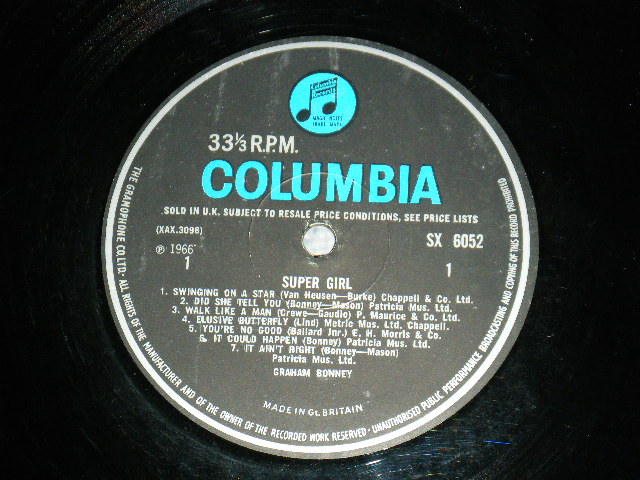 Columbia
Records
MAGIC NOTES
TRADE MARK
33⅓ R.P.M.
COLUMBIA
SOLD IN U.K. SUBJECT TO RESALE PRICE CONDITIONS, SEE PRICE LISTS
(XAX.3098)
SX 6052
℗ 1966
1
1
SUPER GIRL
1. SWINGING ON A STAR (Van Heusen—Burke) Chappell & Co. Ltd.
2. DID SHE TELL YOU (Bonney—Mason) Patricia Mus. Ltd.
3. WALK LIKE A MAN (Crewe—Gaudio) P. Maurice & Co. Ltd.
4. ELUSIVE BUTTERFLY (Lind) Metric Mus. Ltd, Chappell.
5. YOU'RE NO GOOD (Ballard Jnr.) E. H. Morris & Co.
6. IT COULD HAPPEN (Bonney) Patricia Mus. Ltd.
7. IT AIN'T RIGHT (Bonney—Mason)
Patricia Mus. Ltd.
GRAHAM BONNEY
MADE IN GT. BRITAIN
THE GRAMOPHONE CO. LTD. · ALL RIGHTS OF THE MANUFACTURER AND OF THE OWNER OF THE RECORDED WORK RESERVED · UNAUTHORISED PUBLIC PERFORMANCE BROADCASTING AND COPYING OF THIS RECORD PROHIBITED